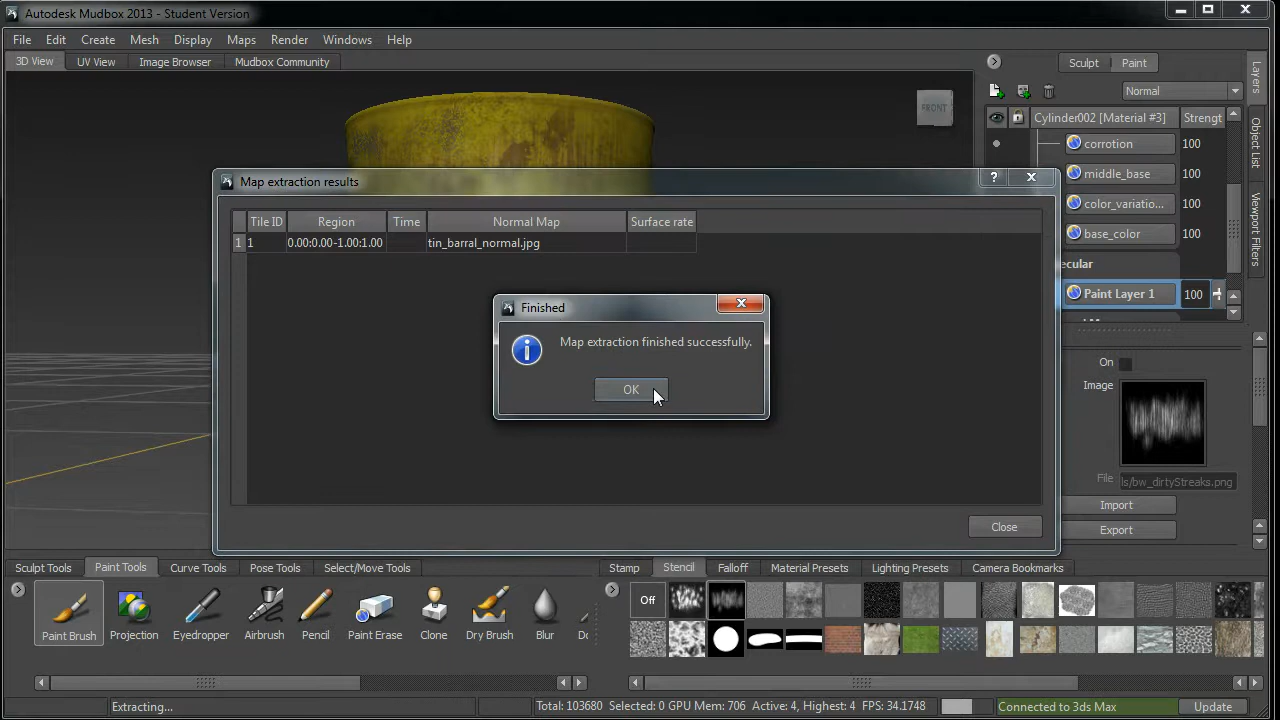 Autodesk Mudbox 2013 - Student Version
File Edit Create Mesh Display Maps Render Windows Help
3D View UV View Image Browser Mudbox Community
FRONT
Sculpt Paint
Normal
Cylinder002 [Material #3] Strengt
corrotion 100
middle_base 100
color_variatio... 100
base_color 100
ecular
Paint Layer 1 100
Layers
Object List
Viewport Filters
On
Image
File ls/bw_dirtyStreaks.png
Import
Export
Map extraction results
Tile ID Region Time Normal Map Surface rate
1 1 0.00:0.00-1.00:1.00 tin_barral_normal.jpg
Finished
Map extraction finished successfully.
OK
Close
Sculpt Tools Paint Tools Curve Tools Pose Tools Select/Move Tools
Paint Brush Projection Eyedropper Airbrush Pencil Paint Erase Clone Dry Brush Blur
Stamp Stencil Falloff Material Presets Lighting Presets Camera Bookmarks
Off
Extracting...
Total: 103680 Selected: 0 GPU Mem: 706 Active: 4, Highest: 4 FPS: 34.1748
Connected to 3ds Max Update